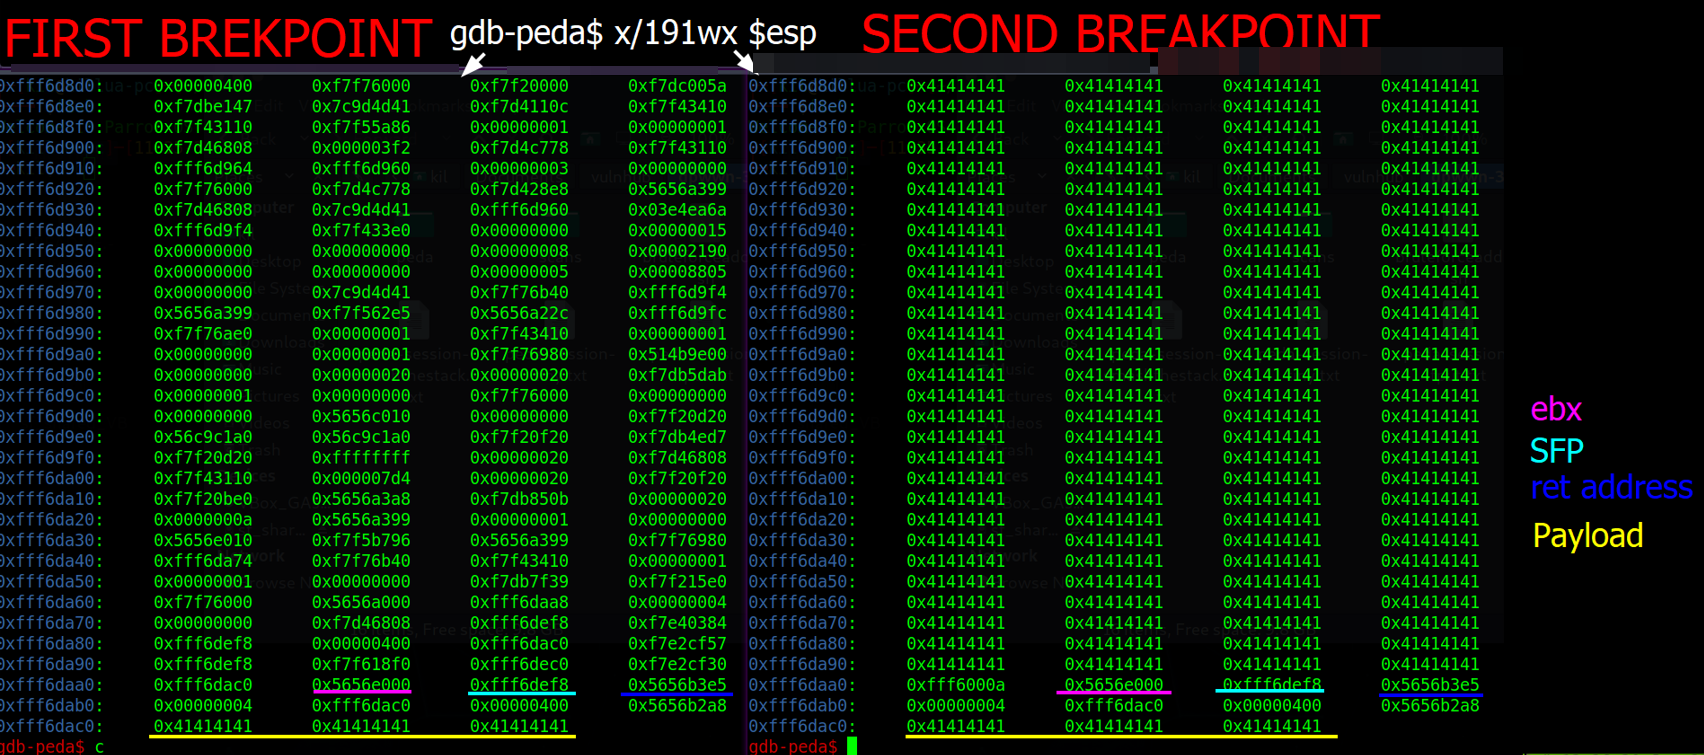 FIRST BREKPOINT gdb-peda$ x/191wx $esp SECOND BREAKPOINT
0xfff6d8d0: 0x00000400 0xf7f76000 0xf7f20000 0xf7dc005a 0xfff6d8d0: 0x41414141 0x41414141 0x41414141 0x41414141
0xfff6d8e0: 0xf7dbe147 0x7c9d4d41 0xf7d4110c 0xf7f43410 0xfff6d8e0: 0x41414141 0x41414141 0x41414141 0x41414141
0xfff6d8f0: 0xf7f43110 0xf7f55a86 0x00000001 0x00000001 0xfff6d8f0: 0x41414141 0x41414141 0x41414141 0x41414141
0xfff6d900: 0xf7d46808 0x000003f2 0xf7d4c778 0xf7f43110 0xfff6d900: 0x41414141 0x41414141 0x41414141 0x41414141
0xfff6d910: 0xfff6d964 0xfff6d960 0x00000003 0x00000000 0xfff6d910: 0x41414141 0x41414141 0x41414141 0x41414141
0xfff6d920: 0xf7f76000 0xf7d4c778 0xf7d428e8 0x5656a399 0xfff6d920: 0x41414141 0x41414141 0x41414141 0x41414141
0xfff6d930: 0xf7d46808 0x7c9d4d41 0xfff6d960 0x03e4ea6a 0xfff6d930: 0x41414141 0x41414141 0x41414141 0x41414141
0xfff6d940: 0xfff6d9f4 0xf7f433e0 0x00000000 0x00000015 0xfff6d940: 0x41414141 0x41414141 0x41414141 0x41414141
0xfff6d950: 0x00000000 0x00000000 0x00000008 0x00002190 0xfff6d950: 0x41414141 0x41414141 0x41414141 0x41414141
0xfff6d960: 0x00000000 0x00000000 0x00000005 0x00008805 0xfff6d960: 0x41414141 0x41414141 0x41414141 0x41414141
0xfff6d970: 0x00000000 0x7c9d4d41 0xf7f76b40 0xfff6d9f4 0xfff6d970: 0x41414141 0x41414141 0x41414141 0x41414141
0xfff6d980: 0x5656a399 0xf7f562e5 0x5656a22c 0xfff6d9fc 0xfff6d980: 0x41414141 0x41414141 0x41414141 0x41414141
0xfff6d990: 0xf7f76ae0 0x00000001 0xf7f43410 0x00000001 0xfff6d990: 0x41414141 0x41414141 0x41414141 0x41414141
0xfff6d9a0: 0x00000000 0x00000001 0xf7f76980 0x514b9e00 0xfff6d9a0: 0x41414141 0x41414141 0x41414141 0x41414141
0xfff6d9b0: 0x00000000 0x00000020 0x00000020 0xf7db5dab 0xfff6d9b0: 0x41414141 0x41414141 0x41414141 0x41414141
0xfff6d9c0: 0x00000001 0x00000000 0xf7f76000 0x00000000 0xfff6d9c0: 0x41414141 0x41414141 0x41414141 0x41414141
0xfff6d9d0: 0x00000000 0x5656c010 0x00000000 0xf7f20d20 0xfff6d9d0: 0x41414141 0x41414141 0x41414141 0x41414141
0xfff6d9e0: 0x56c9c1a0 0x56c9c1a0 0xf7f20f20 0xf7db4ed7 0xfff6d9e0: 0x41414141 0x41414141 0x41414141 0x41414141
0xfff6d9f0: 0xf7f20d20 0xffffffff 0x00000020 0xf7d46808 0xfff6d9f0: 0x41414141 0x41414141 0x41414141 0x41414141
0xfff6da00: 0xf7f43110 0x000007d4 0xf7f20f20 0x00000020 0xfff6da00: 0x41414141 0x41414141 0x41414141 0x41414141
0xfff6da10: 0xf7f20be0 0x5656a3a8 0xf7db850b 0x00000020 0xfff6da10: 0x41414141 0x41414141 0x41414141 0x41414141
0xfff6da20: 0x0000000a 0x5656a399 0x00000001 0x00000000 0xfff6da20: 0x41414141 0x41414141 0x41414141 0x41414141
0xfff6da30: 0x5656e010 0xf7f5b796 0x5656a399 0xf7f76980 0xfff6da30: 0x41414141 0x41414141 0x41414141 0x41414141
0xfff6da40: 0xfff6da74 0xf7f76b40 0xf7f43410 0x00000001 0xfff6da40: 0x41414141 0x41414141 0x41414141 0x41414141
0xfff6da50: 0x00000001 0x00000000 0xf7db7f39 0xf7f215e0 0xfff6da50: 0x41414141 0x41414141 0x41414141 0x41414141
0xfff6da60: 0xf7f76000 0x5656a000 0xfff6daa8 0x00000004 0xfff6da60: 0x41414141 0x41414141 0x41414141 0x41414141
0xfff6da70: 0x00000000 0xf7d46808 0xfff6def8 0xf7e40384 0xfff6da70: 0x41414141 0x41414141 0x41414141 0x41414141
0xfff6da80: 0xfff6def8 0x00000400 0xfff6dac0 0xf7e2cf57 0xfff6da80: 0x41414141 0x41414141 0x41414141 0x41414141
0xfff6da90: 0xfff6def8 0xf7f618f0 0xfff6dec0 0xf7e2cf30 0xfff6da90: 0x41414141 0x41414141 0x41414141 0x41414141
0xfff6daa0: 0xfff6dac0 0x5656e000 0xfff6def8 0x5656b3e5 0xfff6daa0: 0xfff6000a 0x5656e000 0xfff6def8 0x5656b3e5
0xfff6dab0: 0x00000004 0xfff6dac0 0x00000400 0x5656b2a8 0xfff6dab0: 0x00000004 0xfff6dac0 0x00000400 0x5656b2a8
0xfff6dac0: 0x41414141 0x41414141 0x41414141 0xfff6dac0: 0x41414141 0x41414141 0x41414141
gdb-peda$ c gdb-peda$
ebx
SFP
ret address
Payload